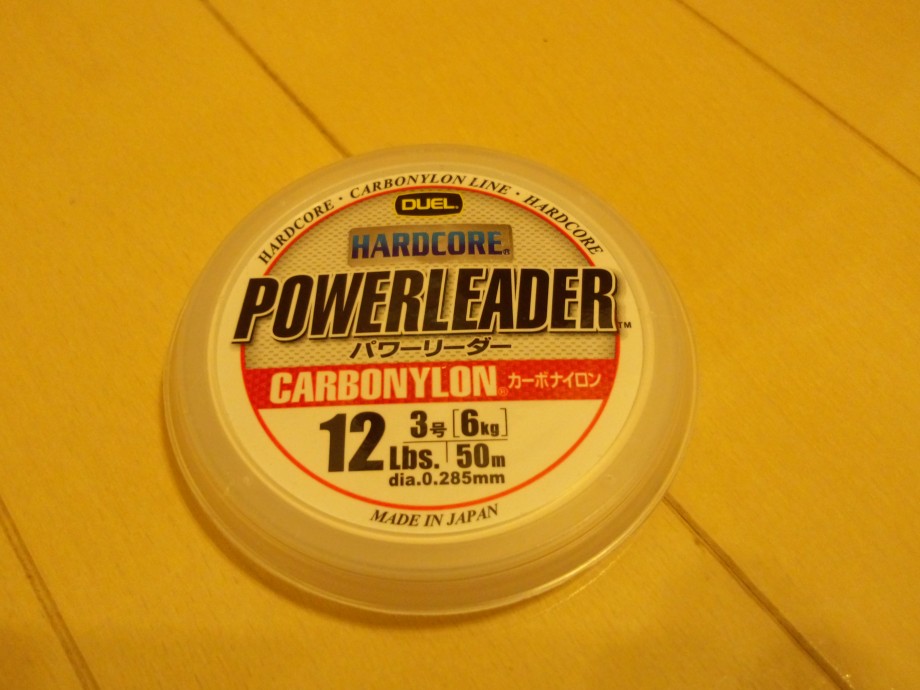 HARDCORE · CARBONYLON LINE · HARDCORE
DUEL®
HARDCORE®
POWERLEADER™
パワーリーダー
CARBONYLON® カーボナイロン
12 Lbs. 3号 [6kg] 50m
dia.0.285mm
MADE IN JAPAN